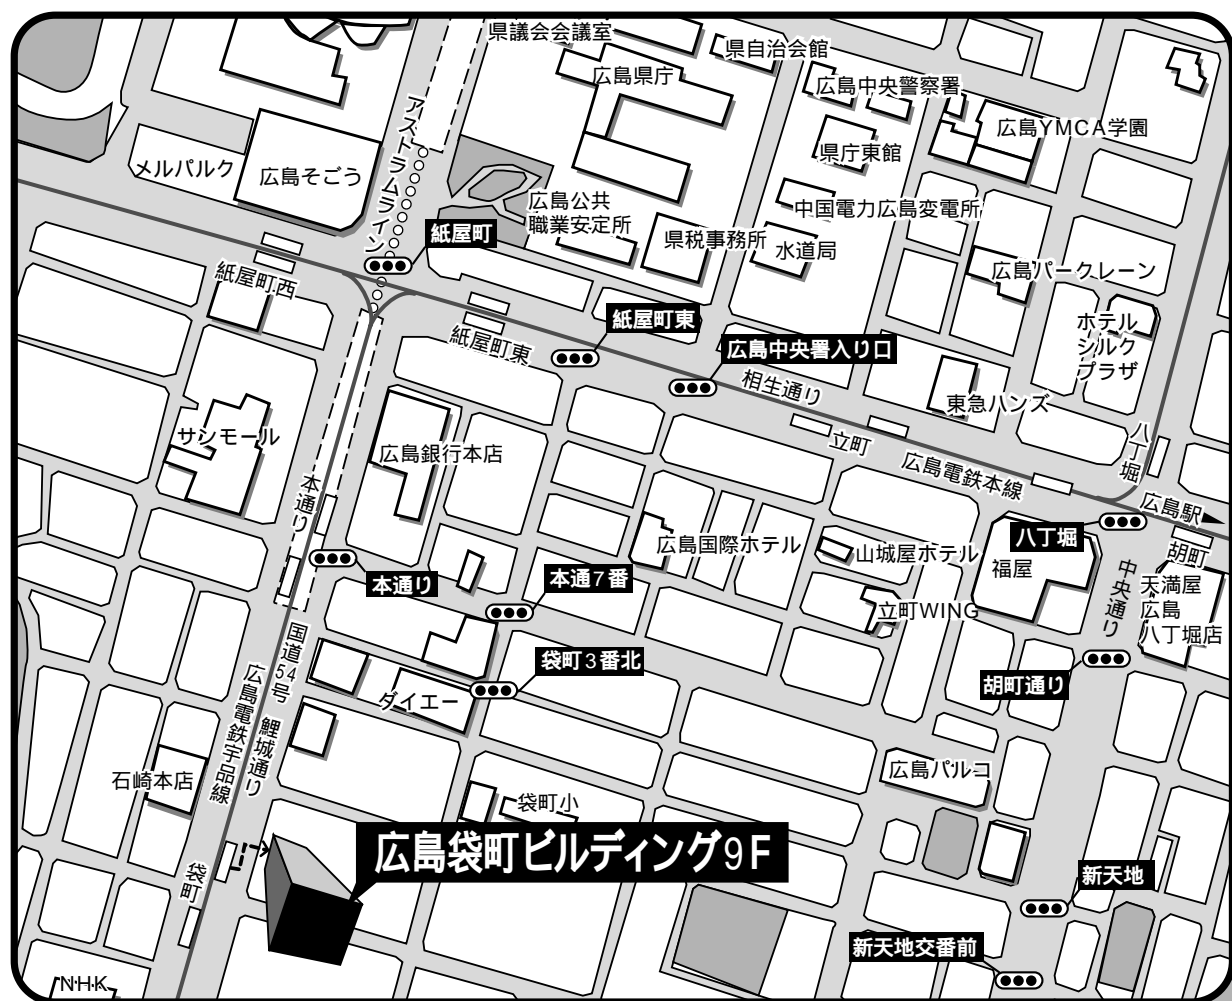 県議会会議室
県自治会館
広島県庁
広島中央警察署
広島YMCA学園
県庁東館
アストラムライン
メルパルク
広島そごう
広島公共
職業安定所
中国電力広島変電所
紙屋町
県税事務所
水道局
広島パークレーン
紙屋町西
紙屋町東
紙屋町東
広島中央署入り口
ホテル
シルク
プラザ
相生通り
東急ハンズ
サンモール
広島銀行本店
立町
広島電鉄本線
八丁堀
広島駅
本通り
広島国際ホテル
山城屋ホテル
八丁堀
胡町
福屋
本通り
本通7番
立町WING
中央通り
天満屋
広島
八丁堀店
国道54号 鯉城通り
広島電鉄宇品線
袋町3番北
胡町通り
ダイエー
石崎本店
広島パルコ
袋町小
広島袋町ビルディング9F
袋町
新天地
新天地交番前
NHK